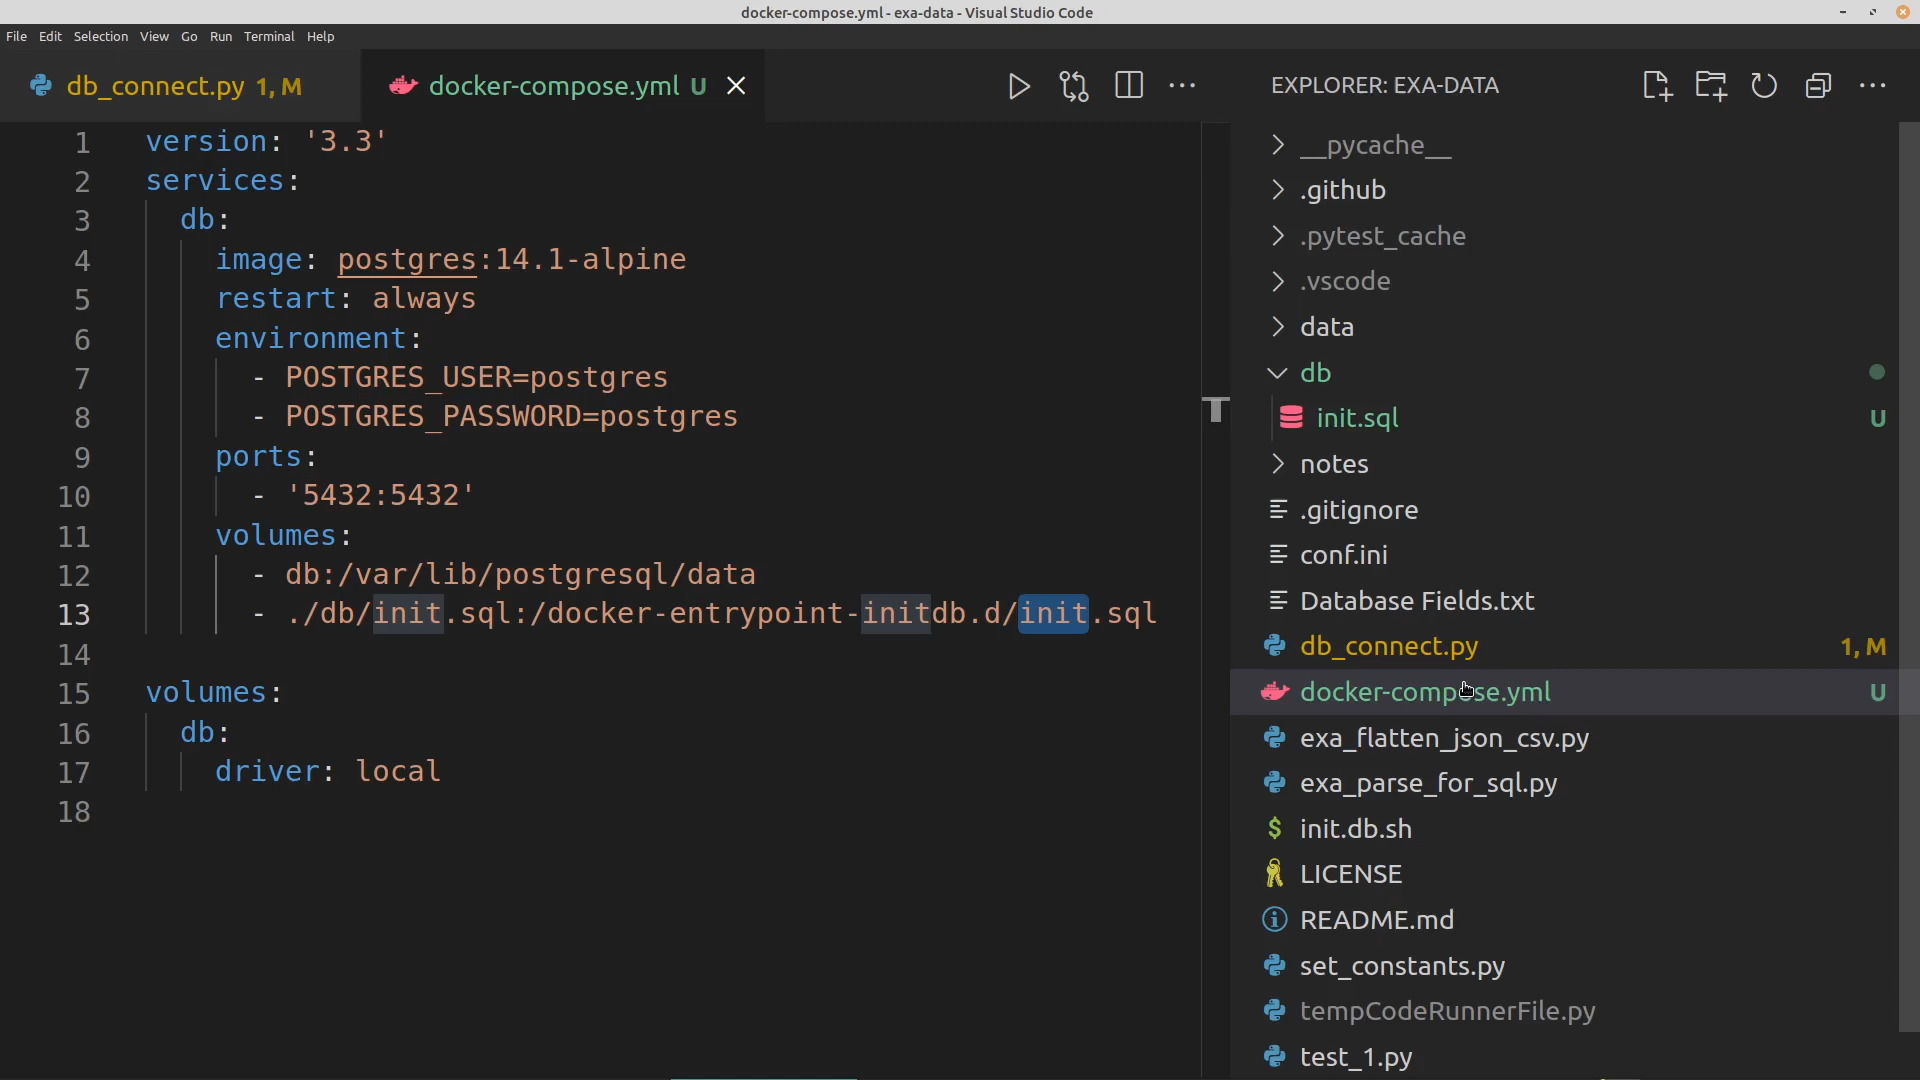 docker-compose.yml - exa-data - Visual Studio Code
File Edit Selection View Go Run Terminal Help
db_connect.py 1, M
docker-compose.yml U
1 version: '3.3'
2 services:
3 db:
4 image: postgres:14.1-alpine
5 restart: always
6 environment:
7 - POSTGRES_USER=postgres
8 - POSTGRES_PASSWORD=postgres
9 ports:
10 - '5432:5432'
11 volumes:
12 - db:/var/lib/postgresql/data
13 - ./db/init.sql:/docker-entrypoint-initdb.d/init.sql
14
15 volumes:
16 db:
17 driver: local
18
EXPLORER: EXA-DATA
__pycache__
.github
.pytest_cache
.vscode
data
db
init.sql U
notes
.gitignore
conf.ini
Database Fields.txt
db_connect.py 1, M
docker-compose.yml U
exa_flatten_json_csv.py
exa_parse_for_sql.py
init.db.sh
LICENSE
README.md
set_constants.py
tempCodeRunnerFile.py
test_1.py